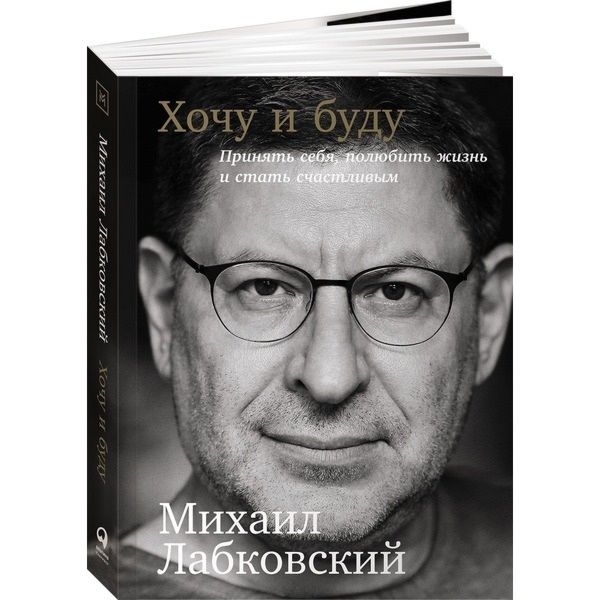 Хочу и буду
Принять себя, полюбить жизнь
и стать счастливым
Михаил
Лабковский
Михаил Лабковский Хочу и буду